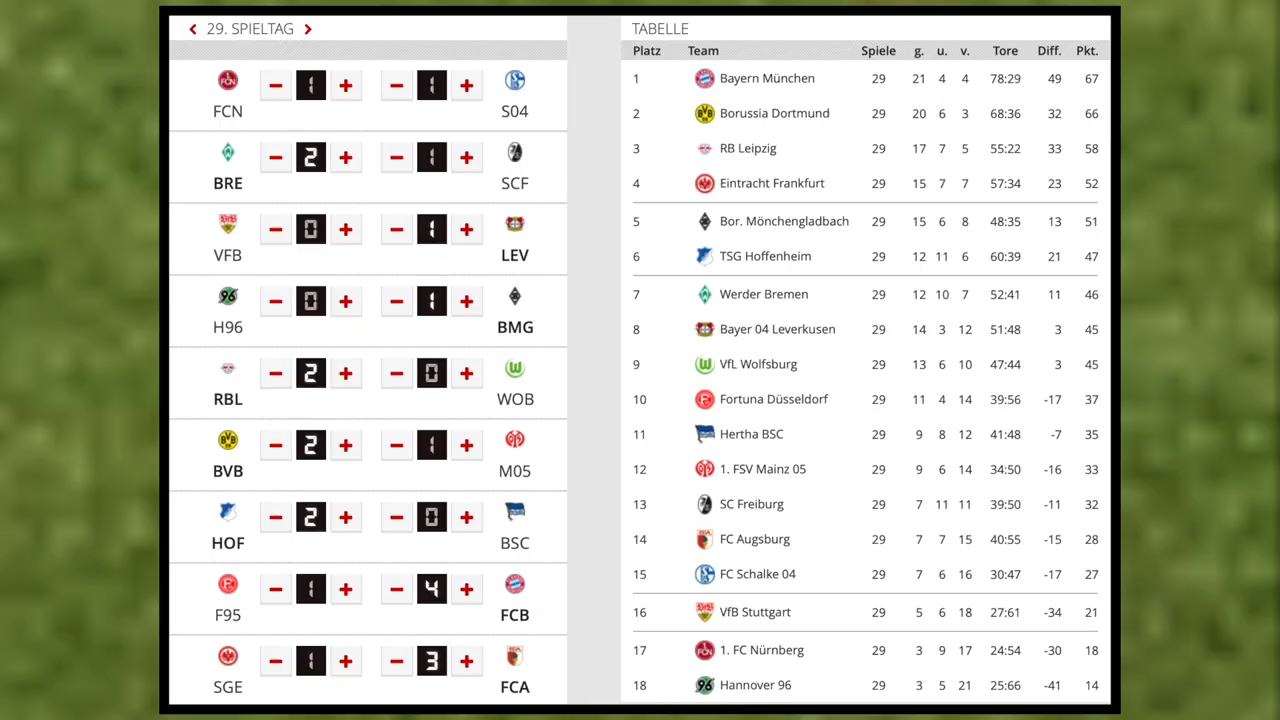 29. SPIELTAG
FCN 1 1 S04
BRE 2 1 SCF
VFB 0 1 LEV
H96 0 1 BMG
RBL 2 0 WOB
BVB 2 1 M05
HOF 2 0 BSC
F95 1 4 FCB
SGE 1 3 FCA
TABELLE
Platz Team Spiele g. u. v. Tore Diff. Pkt.
1 Bayern München 29 21 4 4 78:29 49 67
2 Borussia Dortmund 29 20 6 3 68:36 32 66
3 RB Leipzig 29 17 7 5 55:22 33 58
4 Eintracht Frankfurt 29 15 7 7 57:34 23 52
5 Bor. Mönchengladbach 29 15 6 8 48:35 13 51
6 TSG Hoffenheim 29 12 11 6 60:39 21 47
7 Werder Bremen 29 12 10 7 52:41 11 46
8 Bayer 04 Leverkusen 29 14 3 12 51:48 3 45
9 VfL Wolfsburg 29 13 6 10 47:44 3 45
10 Fortuna Düsseldorf 29 11 4 14 39:56 -17 37
11 Hertha BSC 29 9 8 12 41:48 -7 35
12 1. FSV Mainz 05 29 9 6 14 34:50 -16 33
13 SC Freiburg 29 7 11 11 39:50 -11 32
14 FC Augsburg 29 7 7 15 40:55 -15 28
15 FC Schalke 04 29 7 6 16 30:47 -17 27
16 VfB Stuttgart 29 5 6 18 27:61 -34 21
17 1. FC Nürnberg 29 3 9 17 24:54 -30 18
18 Hannover 96 29 3 5 21 25:66 -41 14